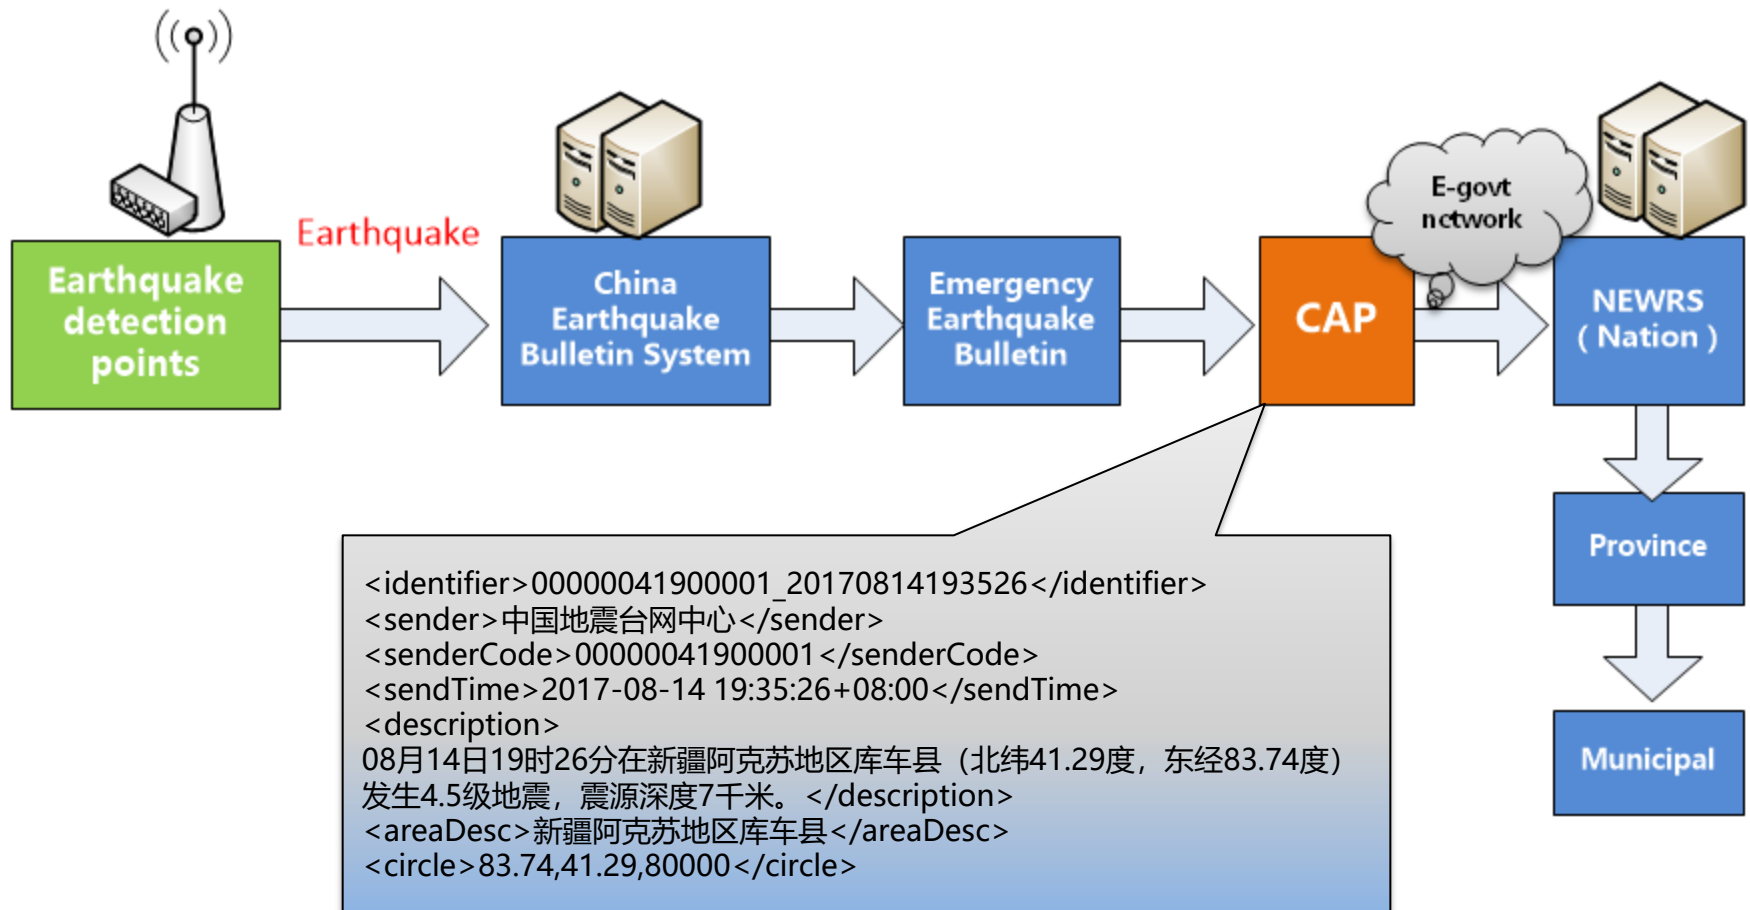 Earthquake
detection
points
Earthquake
China
Earthquake
Bulletin System
Emergency
Earthquake
Bulletin
CAP
E-govt
network
NEWRS
( Nation )
Province
Municipal
<identifier>00000041900001_20170814193526</identifier>
<sender>中国地震台网中心</sender>
<senderCode>00000041900001</senderCode>
<sendTime>2017-08-14 19:35:26+08:00</sendTime>
<description>
08月14日19时26分在新疆阿克苏地区库车县（北纬41.29度，东经83.74度）
发生4.5级地震，震源深度7千米。</description>
<areaDesc>新疆阿克苏地区库车县</areaDesc>
<circle>83.74,41.29,80000</circle>